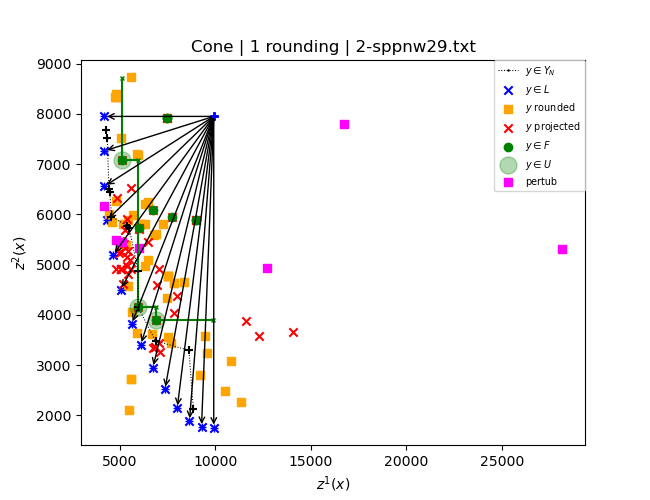 Cone | 1 rounding | 2-sppnw29.txt
z²(x)
9000
8000
7000
6000
5000
4000
3000
2000
5000 10000 15000 20000 25000
z¹(x)
y ∈ Y_N
y ∈ L
y rounded
y projected
y ∈ F
y ∈ U
pertub